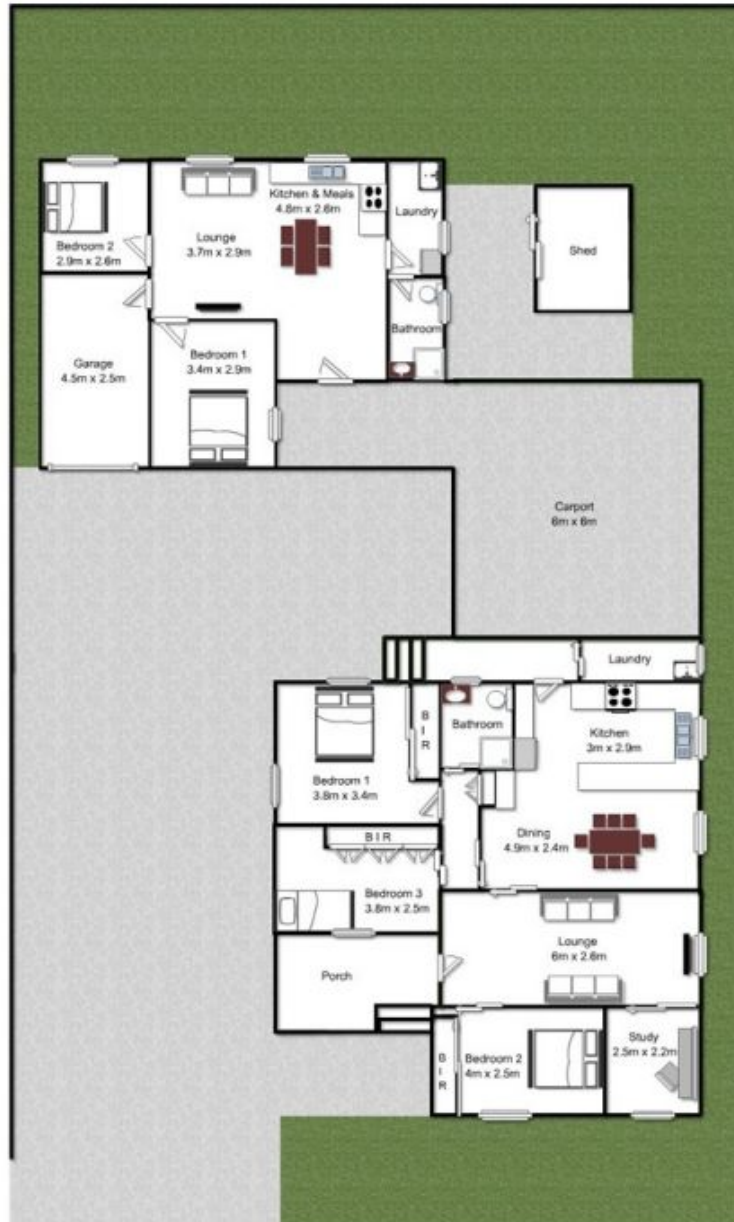 Kitchen & Meals
4.8m x 2.6m
Laundry
Lounge
3.7m x 2.9m
Bedroom 2
2.9m x 2.6m
Shed
Bathroom
Bedroom 1
3.4m x 2.9m
Garage
4.5m x 2.5m
Carport
6m x 6m
Laundry
B
I
R
Bathroom
Kitchen
3m x 2.9m
Bedroom 1
3.8m x 3.4m
B I R
Dining
4.9m x 2.4m
Bedroom 3
3.8m x 2.5m
Lounge
6m x 2.6m
Porch
B
I
R
Bedroom 2
4m x 2.5m
Study
2.5m x 2.2m